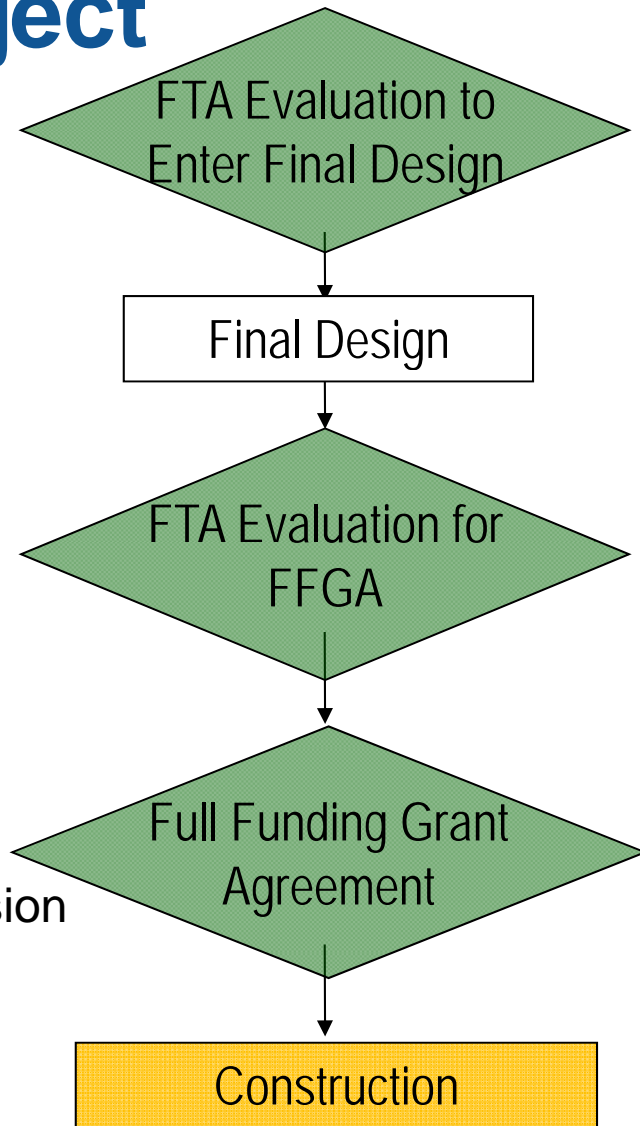 ject
FTA Evaluation to
Enter Final Design
Final Design
FTA Evaluation for
FFGA
Full Funding Grant
Agreement
sion
Construction